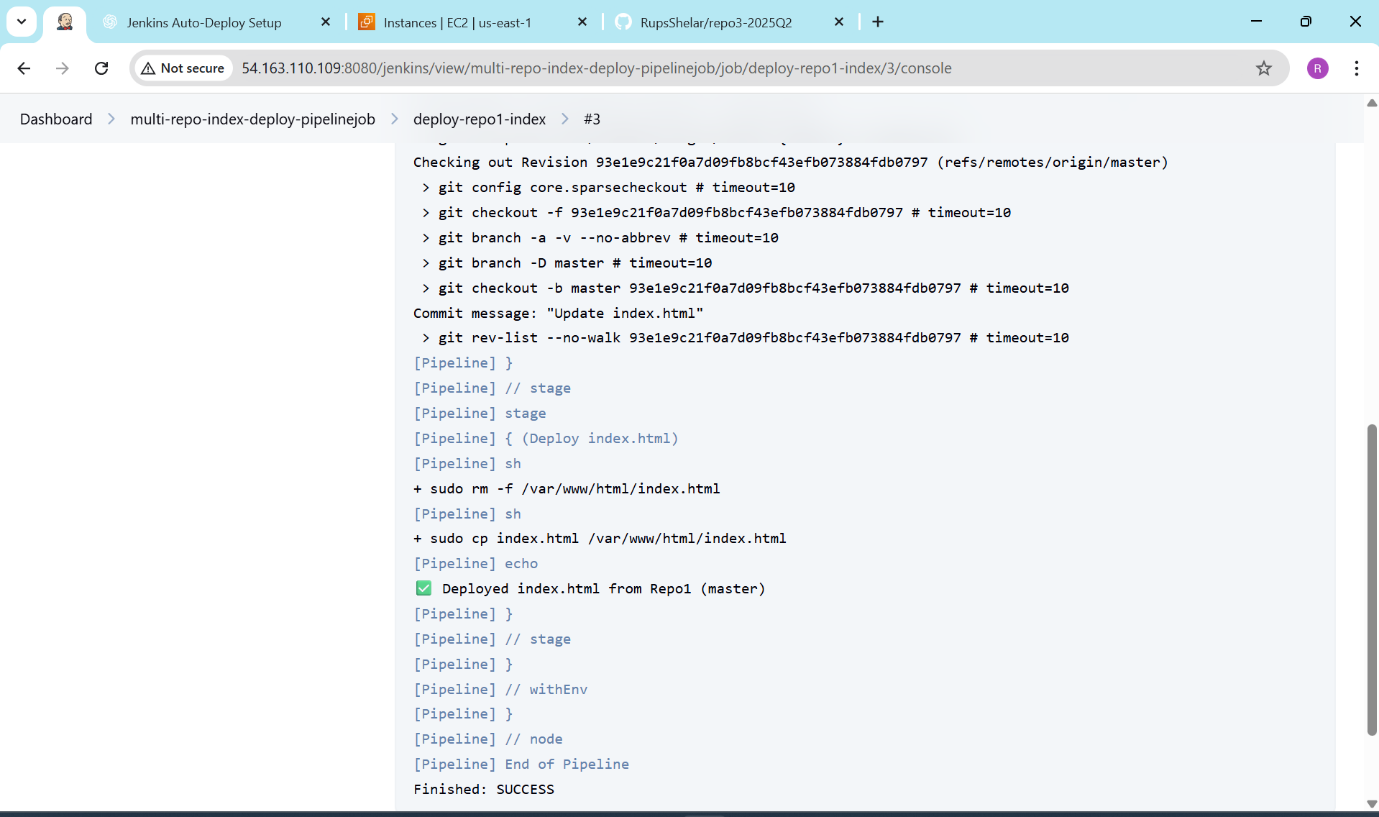 Jenkins Auto-Deploy Setup
Instances | EC2 | us-east-1
RupsShelar/repo3-2025Q2
Not secure
54.163.110.109:8080/jenkins/view/multi-repo-index-deploy-pipelinejob/job/deploy-repo1-index/3/console
R
Dashboard > multi-repo-index-deploy-pipelinejob > deploy-repo1-index > #3
Checking out Revision 93e1e9c21f0a7d09fb8bcf43efb073884fdb0797 (refs/remotes/origin/master)
> git config core.sparsecheckout # timeout=10
> git checkout -f 93e1e9c21f0a7d09fb8bcf43efb073884fdb0797 # timeout=10
> git branch -a -v --no-abbrev # timeout=10
> git branch -D master # timeout=10
> git checkout -b master 93e1e9c21f0a7d09fb8bcf43efb073884fdb0797 # timeout=10
Commit message: "Update index.html"
> git rev-list --no-walk 93e1e9c21f0a7d09fb8bcf43efb073884fdb0797 # timeout=10
[Pipeline] }
[Pipeline] // stage
[Pipeline] stage
[Pipeline] { (Deploy index.html)
[Pipeline] sh
+ sudo rm -f /var/www/html/index.html
[Pipeline] sh
+ sudo cp index.html /var/www/html/index.html
[Pipeline] echo
✅ Deployed index.html from Repo1 (master)
[Pipeline] }
[Pipeline] // stage
[Pipeline] }
[Pipeline] // withEnv
[Pipeline] }
[Pipeline] // node
[Pipeline] End of Pipeline
Finished: SUCCESS